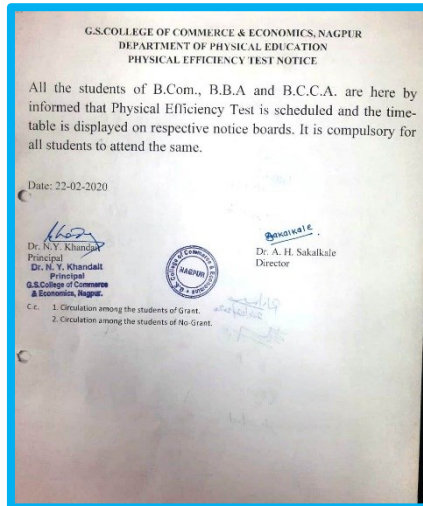 G.S.COLLEGE OF COMMERCE & ECONOMICS, NAGPUR
DEPARTMENT OF PHYSICAL EDUCATION
PHYSICAL EFFICIENCY TEST NOTICE
All the students of B.Com., B.B.A and B.C.C.A. are here by
informed that Physical Efficiency Test is scheduled and the time-
table is displayed on respective notice boards. It is compulsory for
all students to attend the same.
Date: 22-02-2020
Dr. N.Y. Khandait
Principal
Dr. N. Y. Khandait
Principal
G.S.College of Commerce
& Economics, Nagpur.
G.S. College of Commerce & Economics
NAGPUR
Sakalkale
Dr. A. H. Sakalkale
Director
C.c. 1. Circulation among the students of Grant.
2. Circulation among the students of No-Grant.